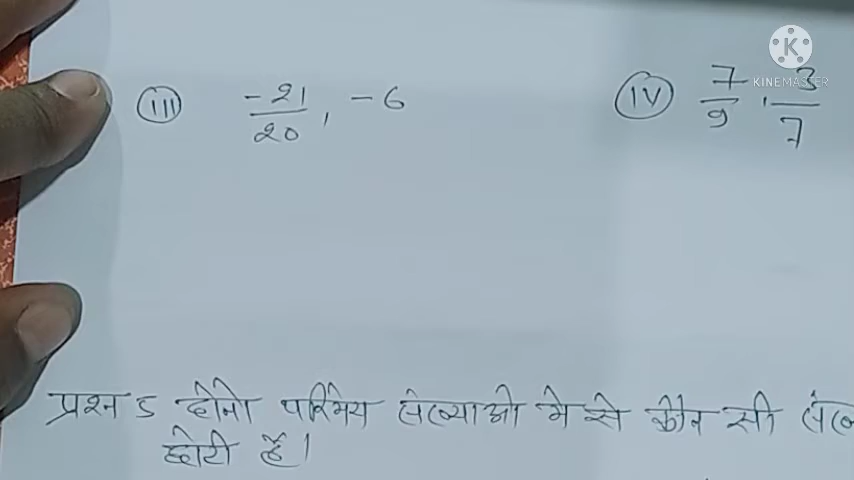 (III) -21/20, -6 (IV) 7/9, 3/7
KINEMASTER
प्रश्न 5 दोनो परिमेय संख्याओ मे से कौन सी
छोटी है।